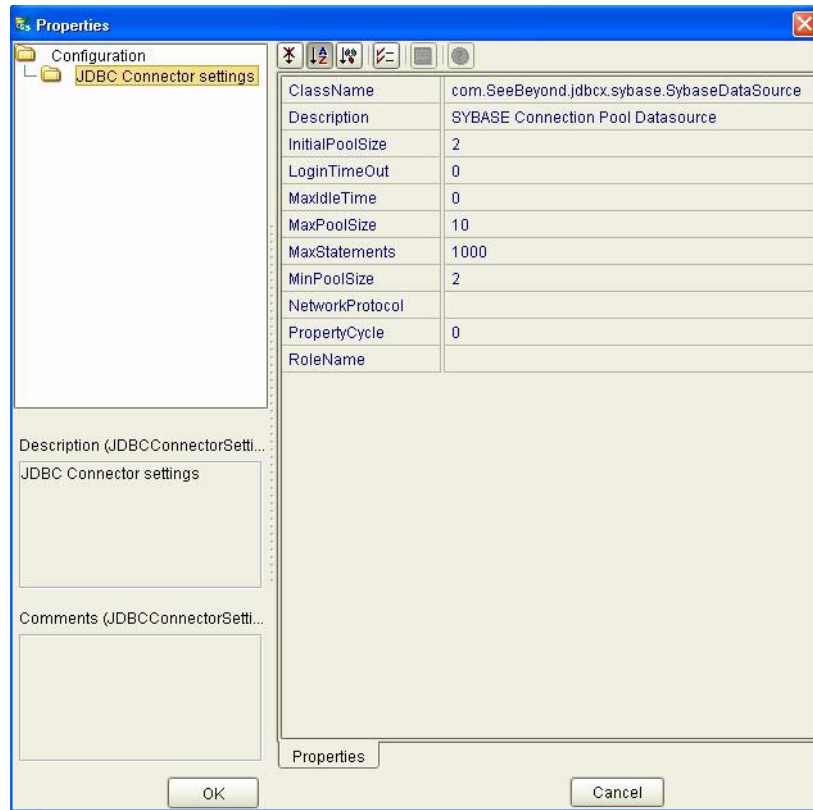 Properties
Configuration
JDBC Connector settings
ClassName com.SeeBeyond.jdbcx.sybase.SybaseDataSource
Description SYBASE Connection Pool Datasource
InitialPoolSize 2
LoginTimeOut 0
MaxIdleTime 0
MaxPoolSize 10
MaxStatements 1000
MinPoolSize 2
NetworkProtocol
PropertyCycle 0
RoleName
Description (JDBCConnectorSetti...
JDBC Connector settings
Comments (JDBCConnectorSetti...
Properties
OK Cancel